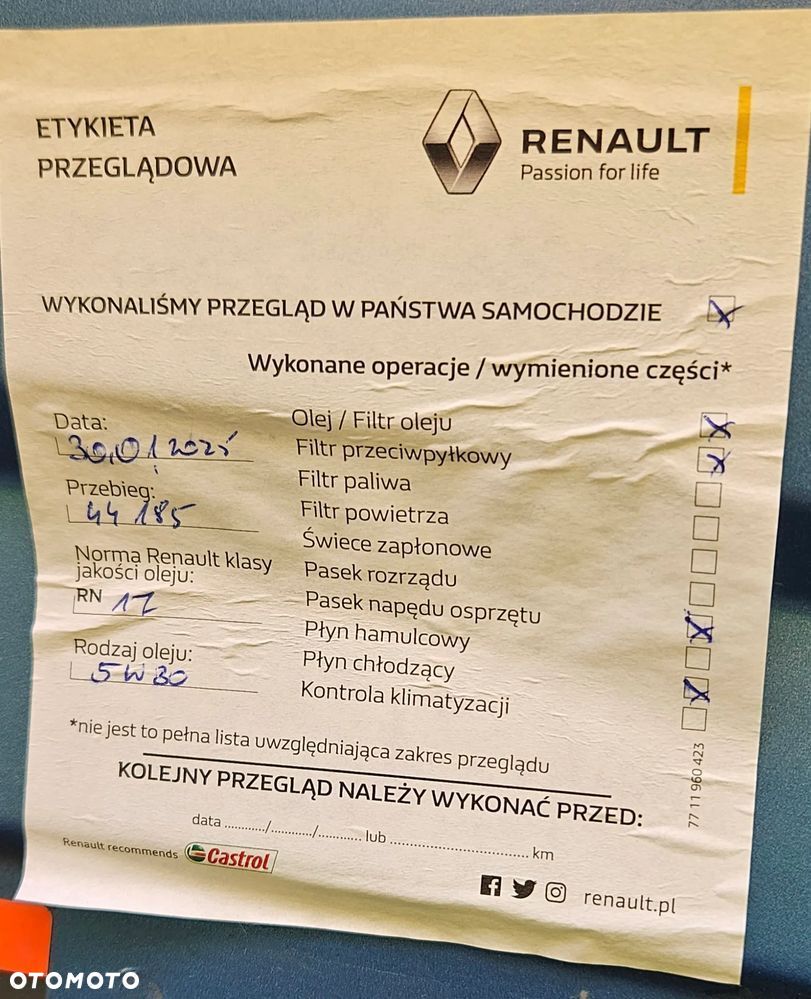 ETYKIETA
PRZEGLĄDOWA
RENAULT
Passion for life
WYKONALIŚMY PRZEGLĄD W PAŃSTWA SAMOCHODZIE
Wykonane operacje / wymienione części*
Data:
30.01.2025
Przebieg:
44 185
Norma Renault klasy
jakości oleju:
RN 17
Rodzaj oleju:
5W30
Olej / Filtr oleju
Filtr przeciwpyłkowy
Filtr paliwa
Filtr powietrza
Świece zapłonowe
Pasek rozrządu
Pasek napędu osprzętu
Płyn hamulcowy
Płyn chłodzący
Kontrola klimatyzacji
*nie jest to pełna lista uwzględniająca zakres przeglądu
77 11 960 423
KOLEJNY PRZEGLĄD NALEŻY WYKONAĆ PRZED:
data .........../.........../........... lub .................................. km
Renault recommends Castrol
renault.pl
OTOMOTO